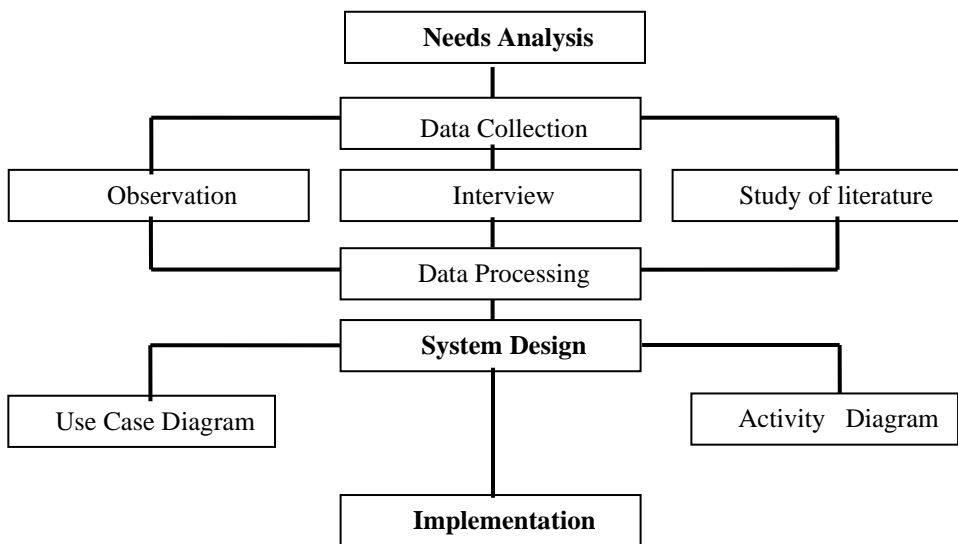 Needs Analysis
Data Collection
Observation
Interview
Study of literature
Data Processing
System Design
Use Case Diagram
Activity Diagram
Implementation